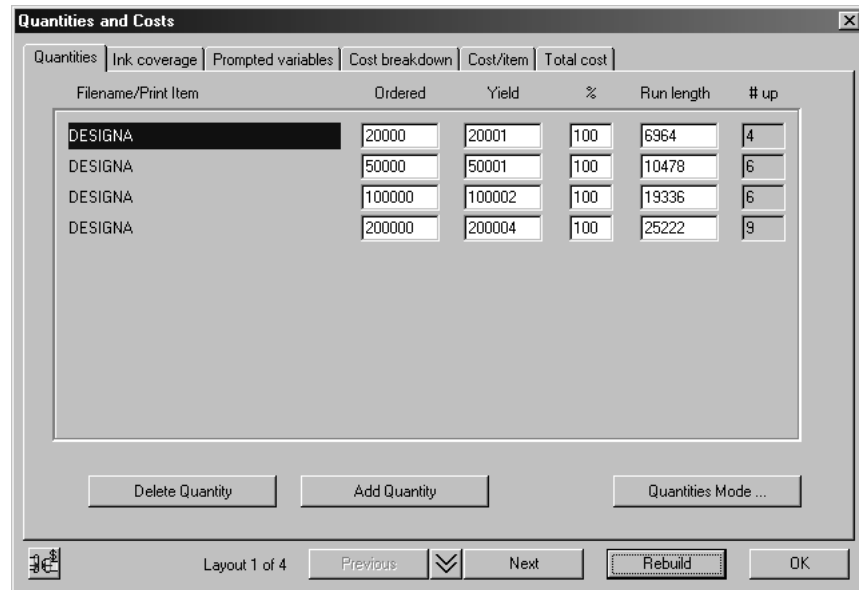 Quantities and Costs
Quantities Ink coverage Prompted variables Cost breakdown Cost/item Total cost
Filename/Print Item Ordered Yield % Run length # up
DESIGNA 20000 20001 100 6964 4
DESIGNA 50000 50001 100 10478 6
DESIGNA 100000 100002 100 19336 6
DESIGNA 200000 200004 100 25222 9
Delete Quantity Add Quantity Quantities Mode ...
Layout 1 of 4 Previous Next Rebuild OK